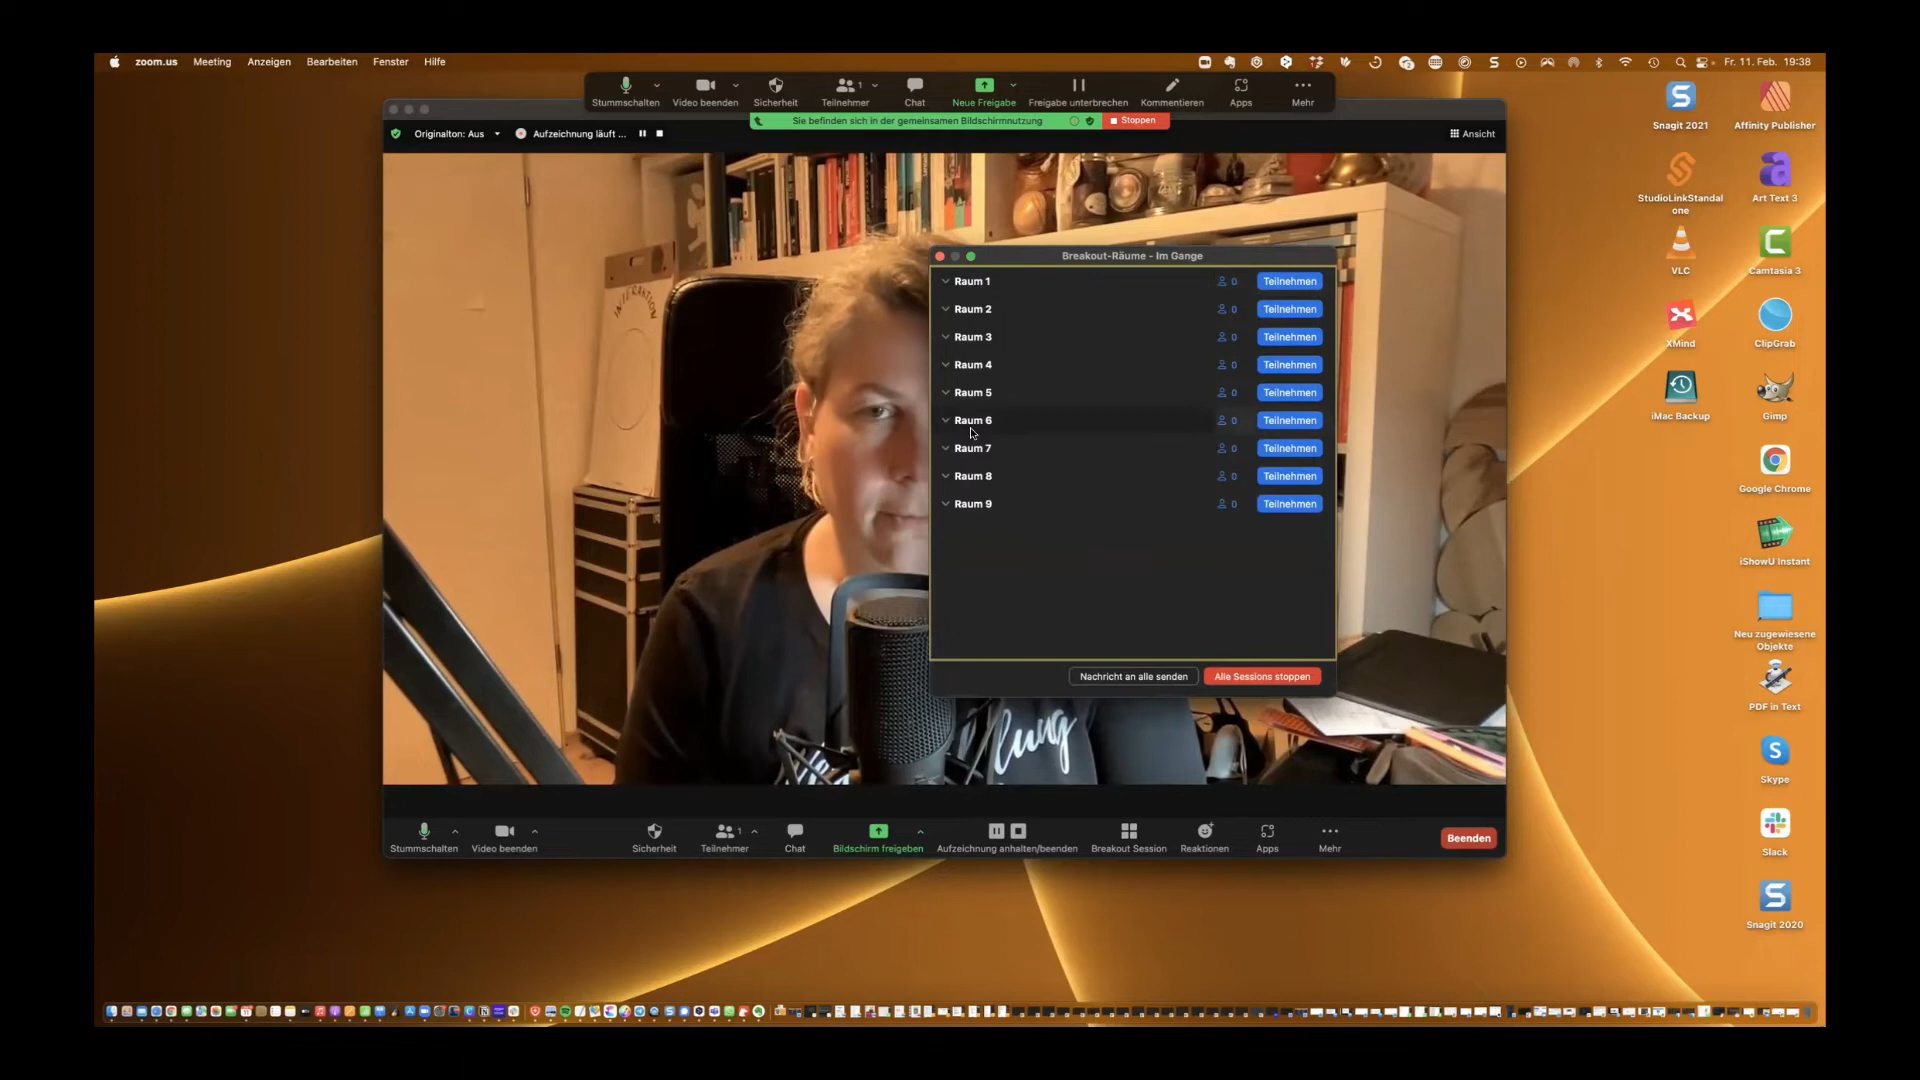 zoom.us Meeting Anzeigen Bearbeiten Fenster Hilfe
Fr. 11. Feb. 19:38
Stummschalten Video beenden Sicherheit Teilnehmer 1 Chat Neue Freigabe Freigabe unterbrechen Kommentieren Apps Mehr
Sie befinden sich in der gemeinsamen Bildschirmnutzung Stoppen
Originalton: Aus Aufzeichnung läuft ... Ansicht
Breakout-Räume - Im Gange
Raum 1 0 Teilnehmen
Raum 2 0 Teilnehmen
Raum 3 0 Teilnehmen
Raum 4 0 Teilnehmen
Raum 5 0 Teilnehmen
Raum 6 0 Teilnehmen
Raum 7 0 Teilnehmen
Raum 8 0 Teilnehmen
Raum 9 0 Teilnehmen
Nachricht an alle senden Alle Sessions stoppen
INTERAKTION
lung
Stummschalten Video beenden Sicherheit Teilnehmer 1 Chat Bildschirm freigeben Aufzeichnung anhalten/beenden Breakout Session Reaktionen Apps Mehr Beenden
Snagit 2021
Affinity Publisher
StudioLinkStandal
one
Art Text 3
VLC
Camtasia 3
XMind
ClipGrab
iMac Backup
Gimp
Google Chrome
iShowU Instant
Neu zugewiesene
Objekte
PDF in Text
Skype
Slack
Snagit 2020